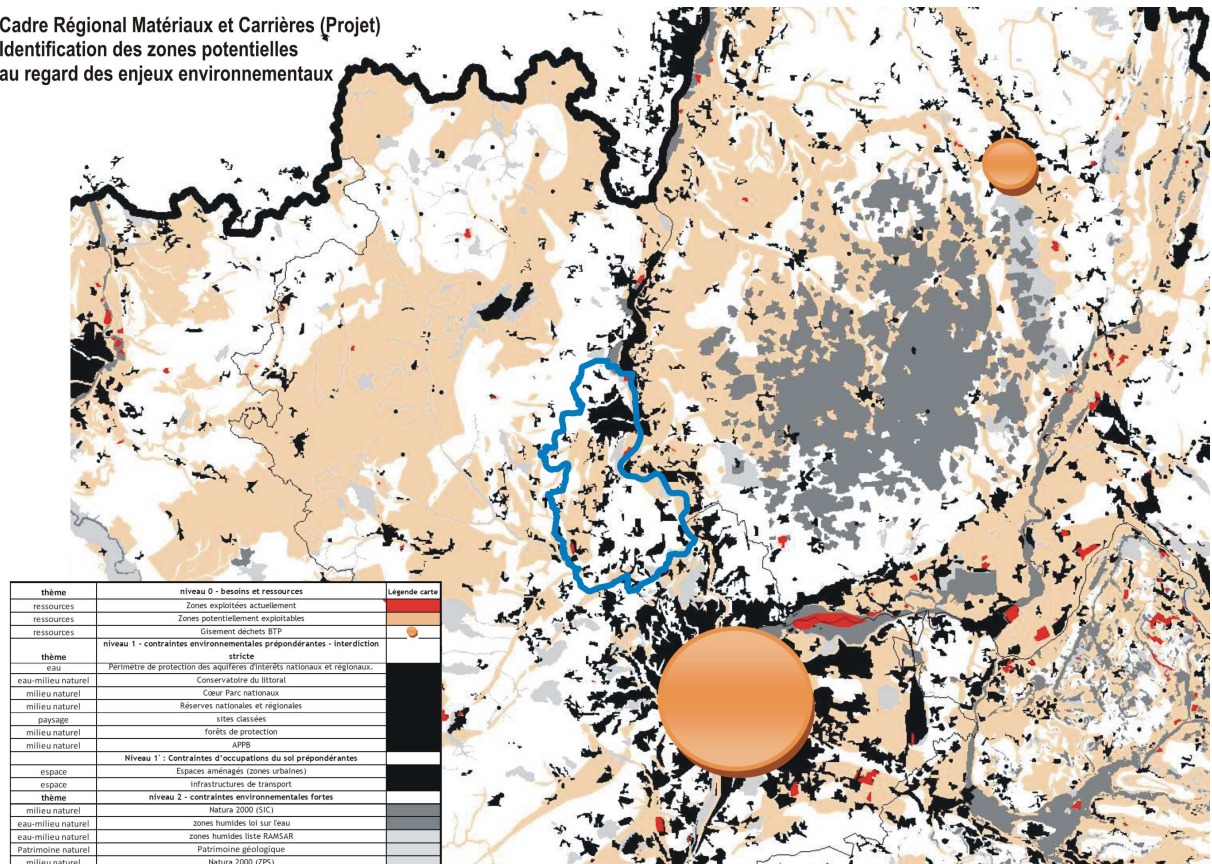 Cadre Régional Matériaux et Carrières (Projet)
Identification des zones potentielles
au regard des enjeux environnementaux
thème niveau 0 - besoins et ressources Légende carte
ressources Zones exploitées actuellement
ressources Zones potentiellement exploitables
ressources Gisement déchets BTP
thème niveau 1 - contraintes environementales prépondérantes - interdiction
stricte
eau Périmètre de protection des aquifères d'intérêts nationaux et régionaux.
eau-milieu naturel Conservatoire du littoral
milieu naturel Cœur Parc nationaux
milieu naturel Réserves nationales et régionales
paysage sites classées
milieu naturel forêts de protection
milieu naturel APPB
Niveau 1' : Contraintes d'occupations du sol prépondérantes
espace Espaces aménagés (zones urbaines)
espace infrastructures de transport
thème niveau 2 - contraintes environnementales fortes
milieu naturel Natura 2000 (SIC)
eau-milieu naturel zones humides loi sur l'eau
eau-milieu naturel zones humides liste RAMSAR
Patrimoine naturel Patrimoine géologique
milieu naturel Natura 2000 (ZPS)